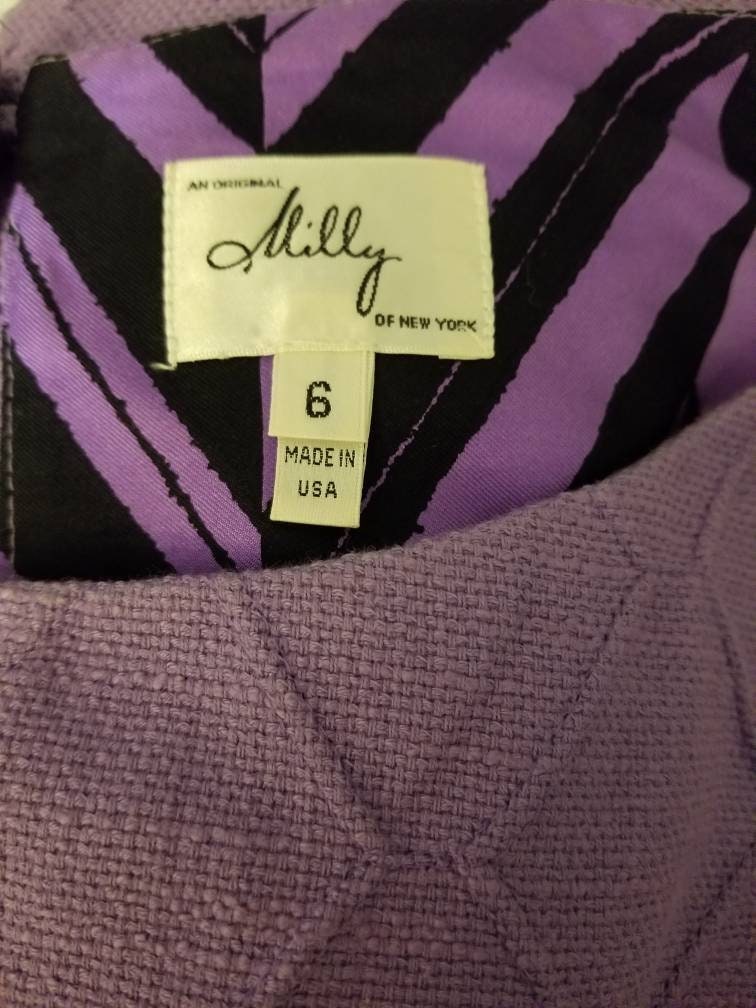 AN ORIGINAL
Milly
OF NEW YORK
6
MADE IN
USA